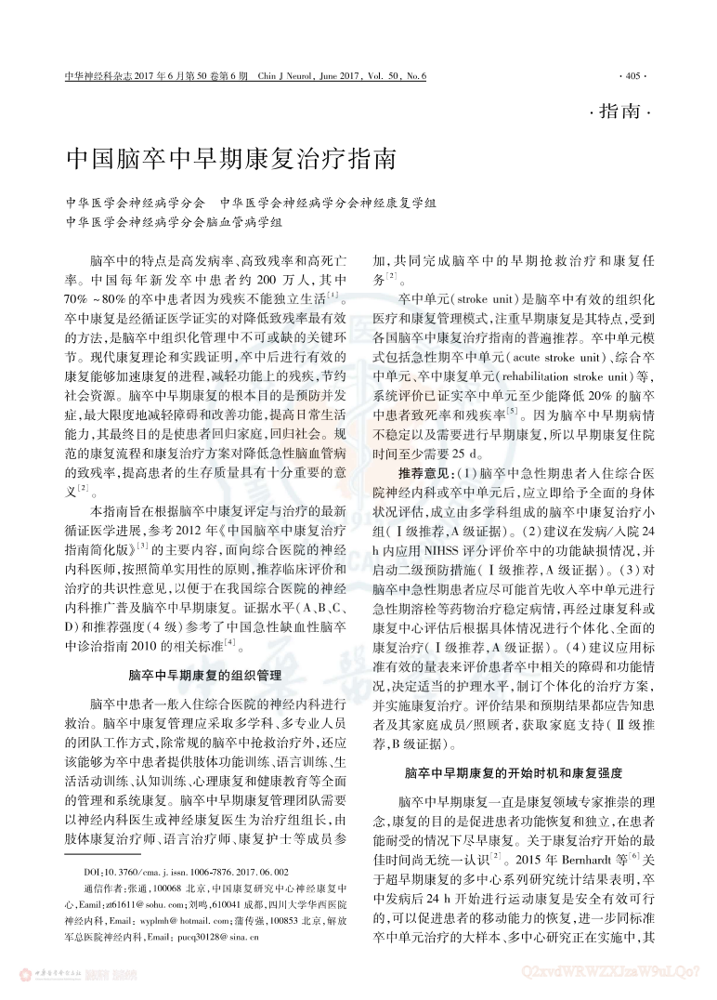 中华神经科杂志 2017 年 6 月第 50 卷第 6 期 Chin J Neurol, June 2017, Vol. 50, No. 6
· 405 ·
· 指南 ·
中国脑卒中早期康复治疗指南
中华医学会神经病学分会 中华医学会神经病学分会神经康复学组
中华医学会神经病学分会脑血管病学组
脑卒中的特点是高发病率、高致残率和高死亡
率。中国每年新发卒中患者约 200 万人,其中
70% ~80% 的卒中患者因为残疾不能独立生活[1]。
卒中康复是经循证医学证实的对降低致残率最有效
的方法,是脑卒中组织化管理中不可或缺的关键环
节。现代康复理论和实践证明,卒中后进行有效的
康复能够加速康复的进程,减轻功能上的残疾,节约
社会资源。脑卒中早期康复的根本目的是预防并发
症,最大限度地减轻障碍和改善功能,提高日常生活
能力,其最终目的是使患者回归家庭,回归社会。规
范的康复流程和康复治疗方案对降低急性脑血管病
的致残率,提高患者的生存质量具有十分重要的意
义[2]。
本指南旨在根据脑卒中康复评定与治疗的最新
循证医学进展,参考 2012 年《中国脑卒中康复治疗
指南简化版》[3]的主要内容,面向综合医院的神经
内科医师,按照简单实用性的原则,推荐临床评价和
治疗的共识性意见,以便于在我国综合医院的神经
内科推广普及脑卒中早期康复。证据水平(A、B、C、
D)和推荐强度(4 级)参考了中国急性缺血性脑卒
中诊治指南 2010 的相关标准[4]。
脑卒中早期康复的组织管理
脑卒中患者一般入住综合医院的神经内科进行
救治。脑卒中康复管理应采取多学科、多专业人员
的团队工作方式,除常规的脑卒中抢救治疗外,还应
该能够为卒中患者提供肢体功能训练、语言训练、生
活活动训练、认知训练、心理康复和健康教育等全面
的管理和系统康复。脑卒中早期康复管理团队需要
以神经内科医生或神经康复医生为治疗组组长,由
肢体康复治疗师、语言治疗师、康复护士等成员参
DOI:10.3760/cma.j.issn.1006-7876.2017.06.002
通信作者:张通,100068 北京,中国康复研究中心神经康复中
心,Eamil:zt61611@sohu.com;刘鸣,610041 成都,四川大学华西医院
神经内科,Email: wyplmh@hotmail.com;蒲传强,100853 北京,解放
军总医院神经内科,Email: pucq30128@sina.cn
加,共同完成脑卒中的早期抢救治疗和康复任
务[2]。
卒中单元(stroke unit)是脑卒中有效的组织化
医疗和康复管理模式,注重早期康复是其特点,受到
各国脑卒中康复治疗指南的普遍推荐。卒中单元模
式包括急性期卒中单元(acute stroke unit)、综合卒
中单元、卒中康复单元(rehabilitation stroke unit)等,
系统评价已证实卒中单元至少能降低 20% 的脑卒
中患者致死率和残疾率[5]。因为脑卒中早期病情
不稳定以及需要进行早期康复,所以早期康复住院
时间至少需要 25 d。
推荐意见:(1)脑卒中急性期患者入住综合医
院神经内科或卒中单元后,应立即给予全面的身体
状况评估,成立由多学科组成的脑卒中康复治疗小
组(Ⅰ级推荐,A 级证据)。(2)建议在发病/入院 24
h 内应用 NIHSS 评分评价卒中的功能缺损情况,并
启动二级预防措施(Ⅰ级推荐,A 级证据)。(3)对
脑卒中急性期患者应尽可能首先收入卒中单元进行
急性期溶栓等药物治疗稳定病情,再经过康复科或
康复中心评估后根据具体情况进行个体化、全面的
康复治疗(Ⅰ级推荐,A 级证据)。(4)建议应用标
准有效的量表来评价患者卒中相关的障碍和功能情
况,决定适当的护理水平,制订个体化的治疗方案,
并实施康复治疗。评价结果和预期结果都应告知患
者及其家庭成员/照顾者,获取家庭支持(Ⅱ级推
荐,B 级证据)。
脑卒中早期康复的开始时机和康复强度
脑卒中早期康复一直是康复领域专家推崇的理
念,康复的目的是促进患者功能恢复和独立,在患者
能耐受的情况下尽早康复。关于康复治疗开始的最
佳时间尚无统一认识[2]。2015 年 Bernhardt 等[6]关
于超早期康复的多中心系列研究统计结果表明,卒
中发病后 24 h 开始进行运动康复是安全有效可行
的,可以促进患者的移动能力的恢复,进一步同标准
卒中单元治疗的大样本、多中心研究正在实施中,其
Q2xvdWRWZXJzaW9uLQo?